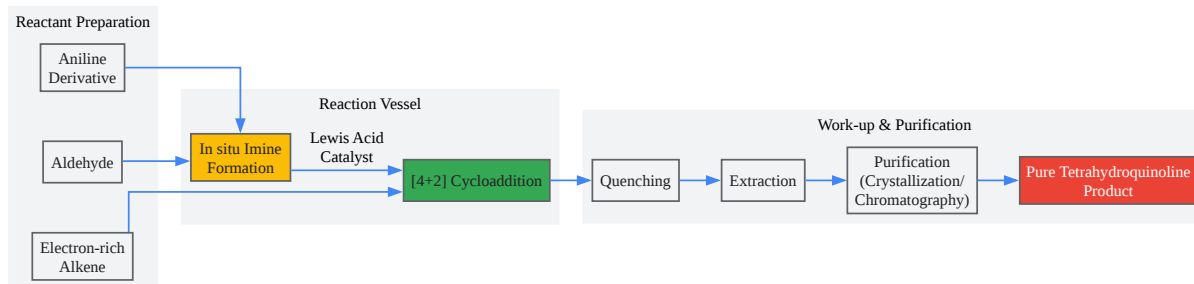 Reactant Preparation
Aniline
Derivative
Aldehyde
Electron-rich
Alkene
Reaction Vessel
In situ Imine
Formation
Lewis Acid
Catalyst
[4+2] Cycloaddition
Work-up & Purification
Quenching
Extraction
Purification
(Crystallization/
Chromatography)
Pure Tetrahydroquinoline
Product